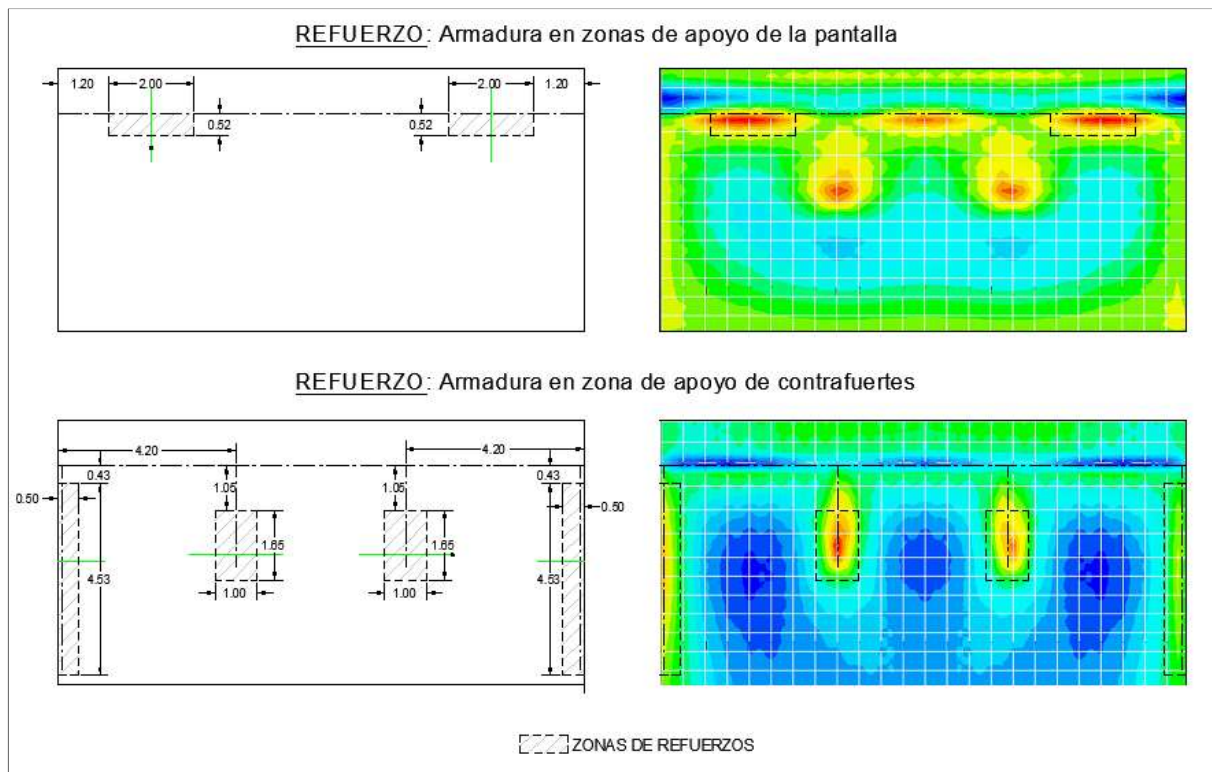 REFUERZO: Armadura en zonas de apoyo de la pantalla
1.20 2.00 2.00 1.20
0.52 0.52
REFUERZO: Armadura en zona de apoyo de contrafuertes
4.20 4.20
0.43 0.43
0.50 1.05 1.05 0.50
1.65 1.65
4.53 4.53
1.00 1.00
ZONAS DE REFUERZOS